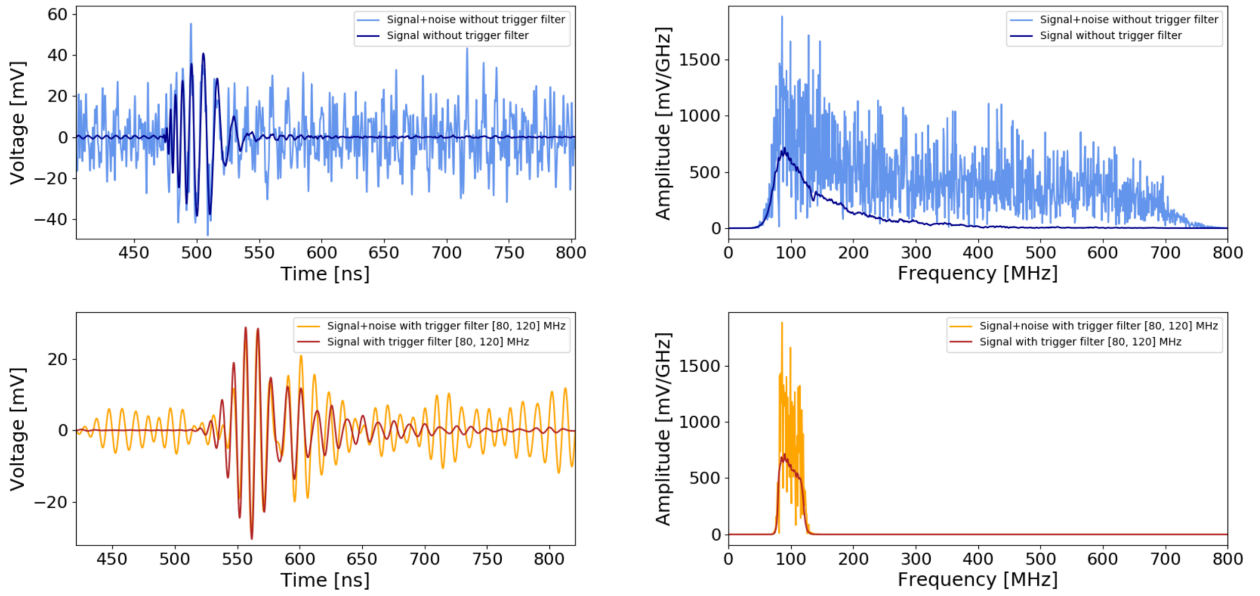 Signal+noise without trigger filter
Signal without trigger filter
60
40
20
0
−20
−40
Voltage [mV]
450 500 550 600 650 700 750 800
Time [ns]
Signal+noise without trigger filter
Signal without trigger filter
1500
1000
500
0
Amplitude [mV/GHz]
0 100 200 300 400 500 600 700 800
Frequency [MHz]
Signal+noise with trigger filter [80, 120] MHz
Signal with trigger filter [80, 120] MHz
20
0
−20
Voltage [mV]
450 500 550 600 650 700 750 800
Time [ns]
Signal+noise with trigger filter [80, 120] MHz
Signal with trigger filter [80, 120] MHz
1500
1000
500
0
Amplitude [mV/GHz]
0 100 200 300 400 500 600 700 800
Frequency [MHz]